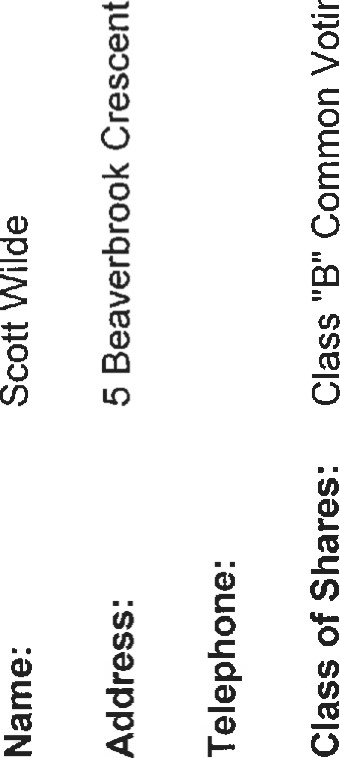 Name: Scott Wilde
Address: 5 Beaverbrook Crescent
Telephone:
Class of Shares: Class "B" Common